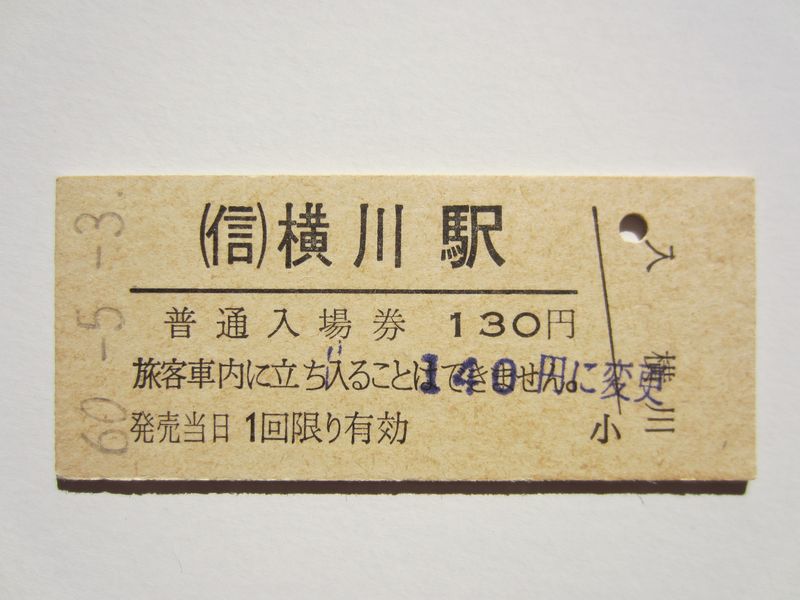 60.-5.-3.
(信)横川駅
普通入場券 130円
旅客車内に立ち入ることはできません。
140円に変更
発売当日1回限り有効
入
横川
小